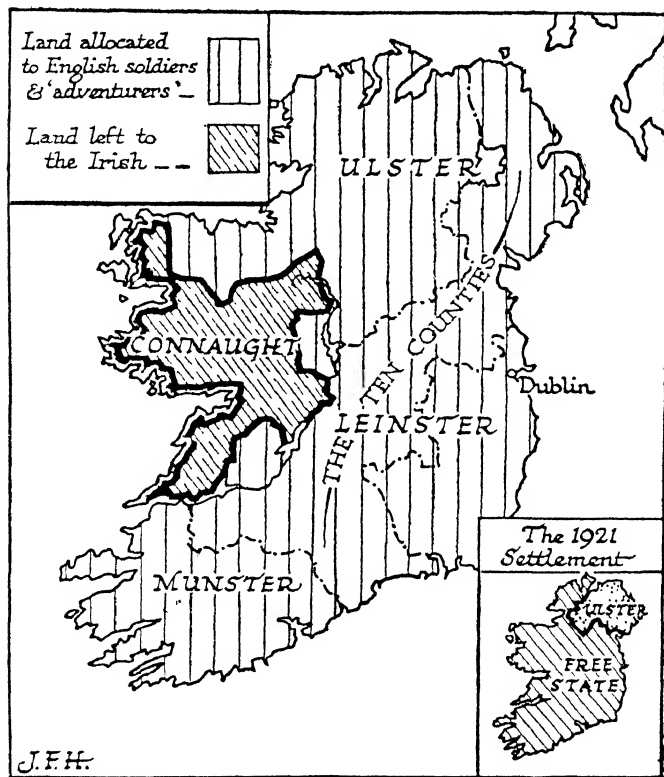 Land allocated
to English soldiers
& 'adventurers' _
Land left to
the Irish _ _ _
ULSTER
CONNAUGHT
THE TEN COUNTIES
Dublin
LEINSTER
MUNSTER
The 1921
Settlement
ULSTER
FREE
STATE
J.F.H.